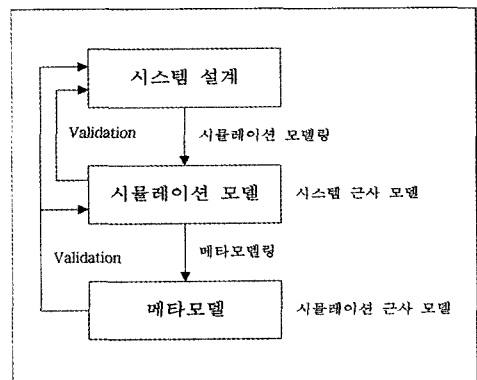 시스템 설계
Validation
시뮬레이션 모델링
시뮬레이션 모델
시스템 근사 모델
Validation
메타모델링
메타모델
시뮬레이션 근사 모델